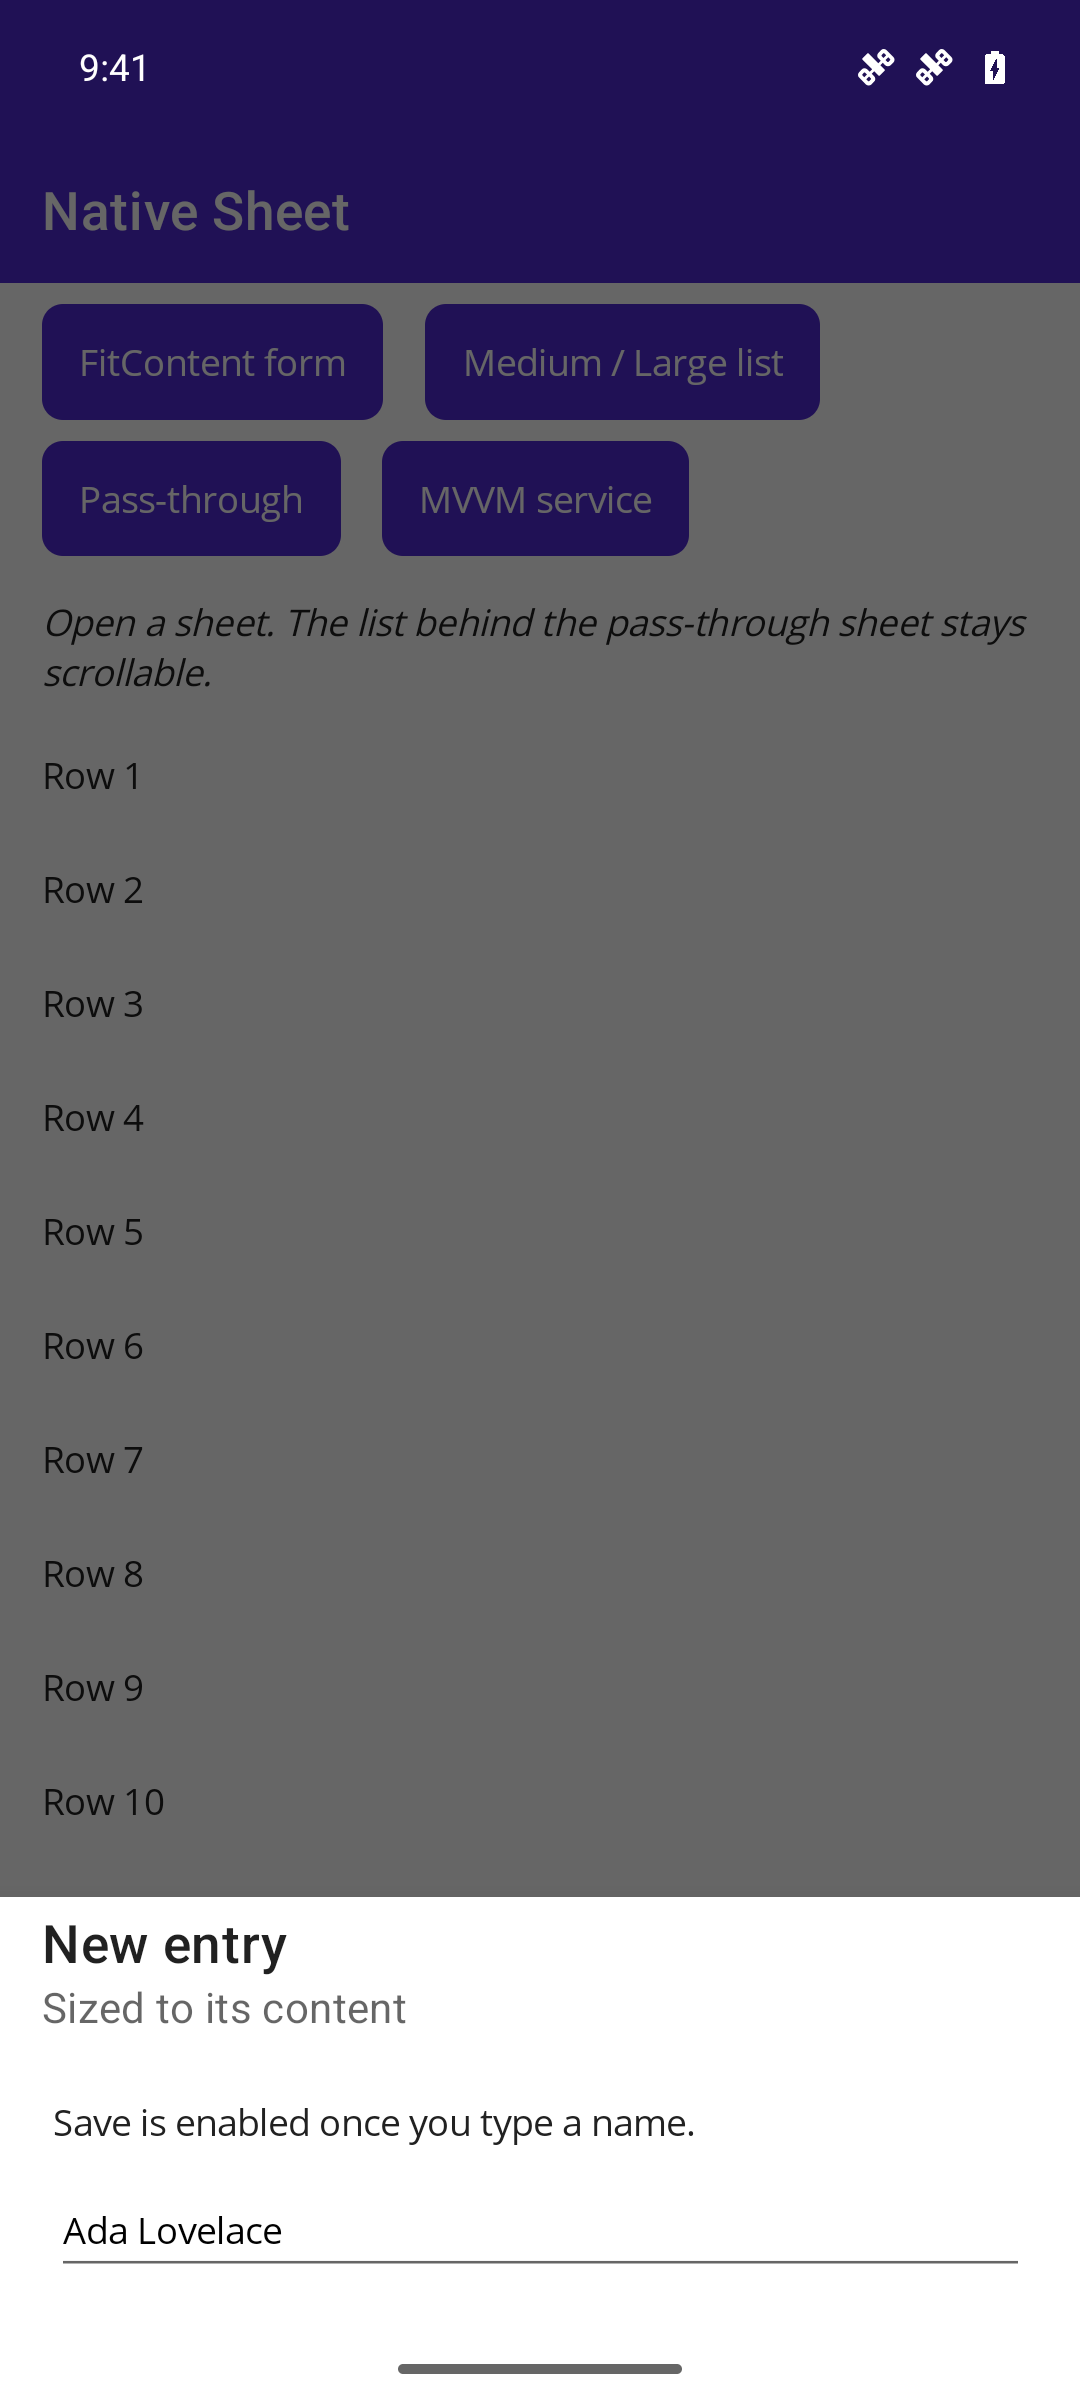 9:41
Native Sheet
FitContent form
Medium / Large list
Pass-through
MVVM service
Open a sheet. The list behind the pass-through sheet stays
scrollable.
Row 1
Row 2
Row 3
Row 4
Row 5
Row 6
Row 7
Row 8
Row 9
Row 10
New entry
Sized to its content
Save is enabled once you type a name.
Ada Lovelace